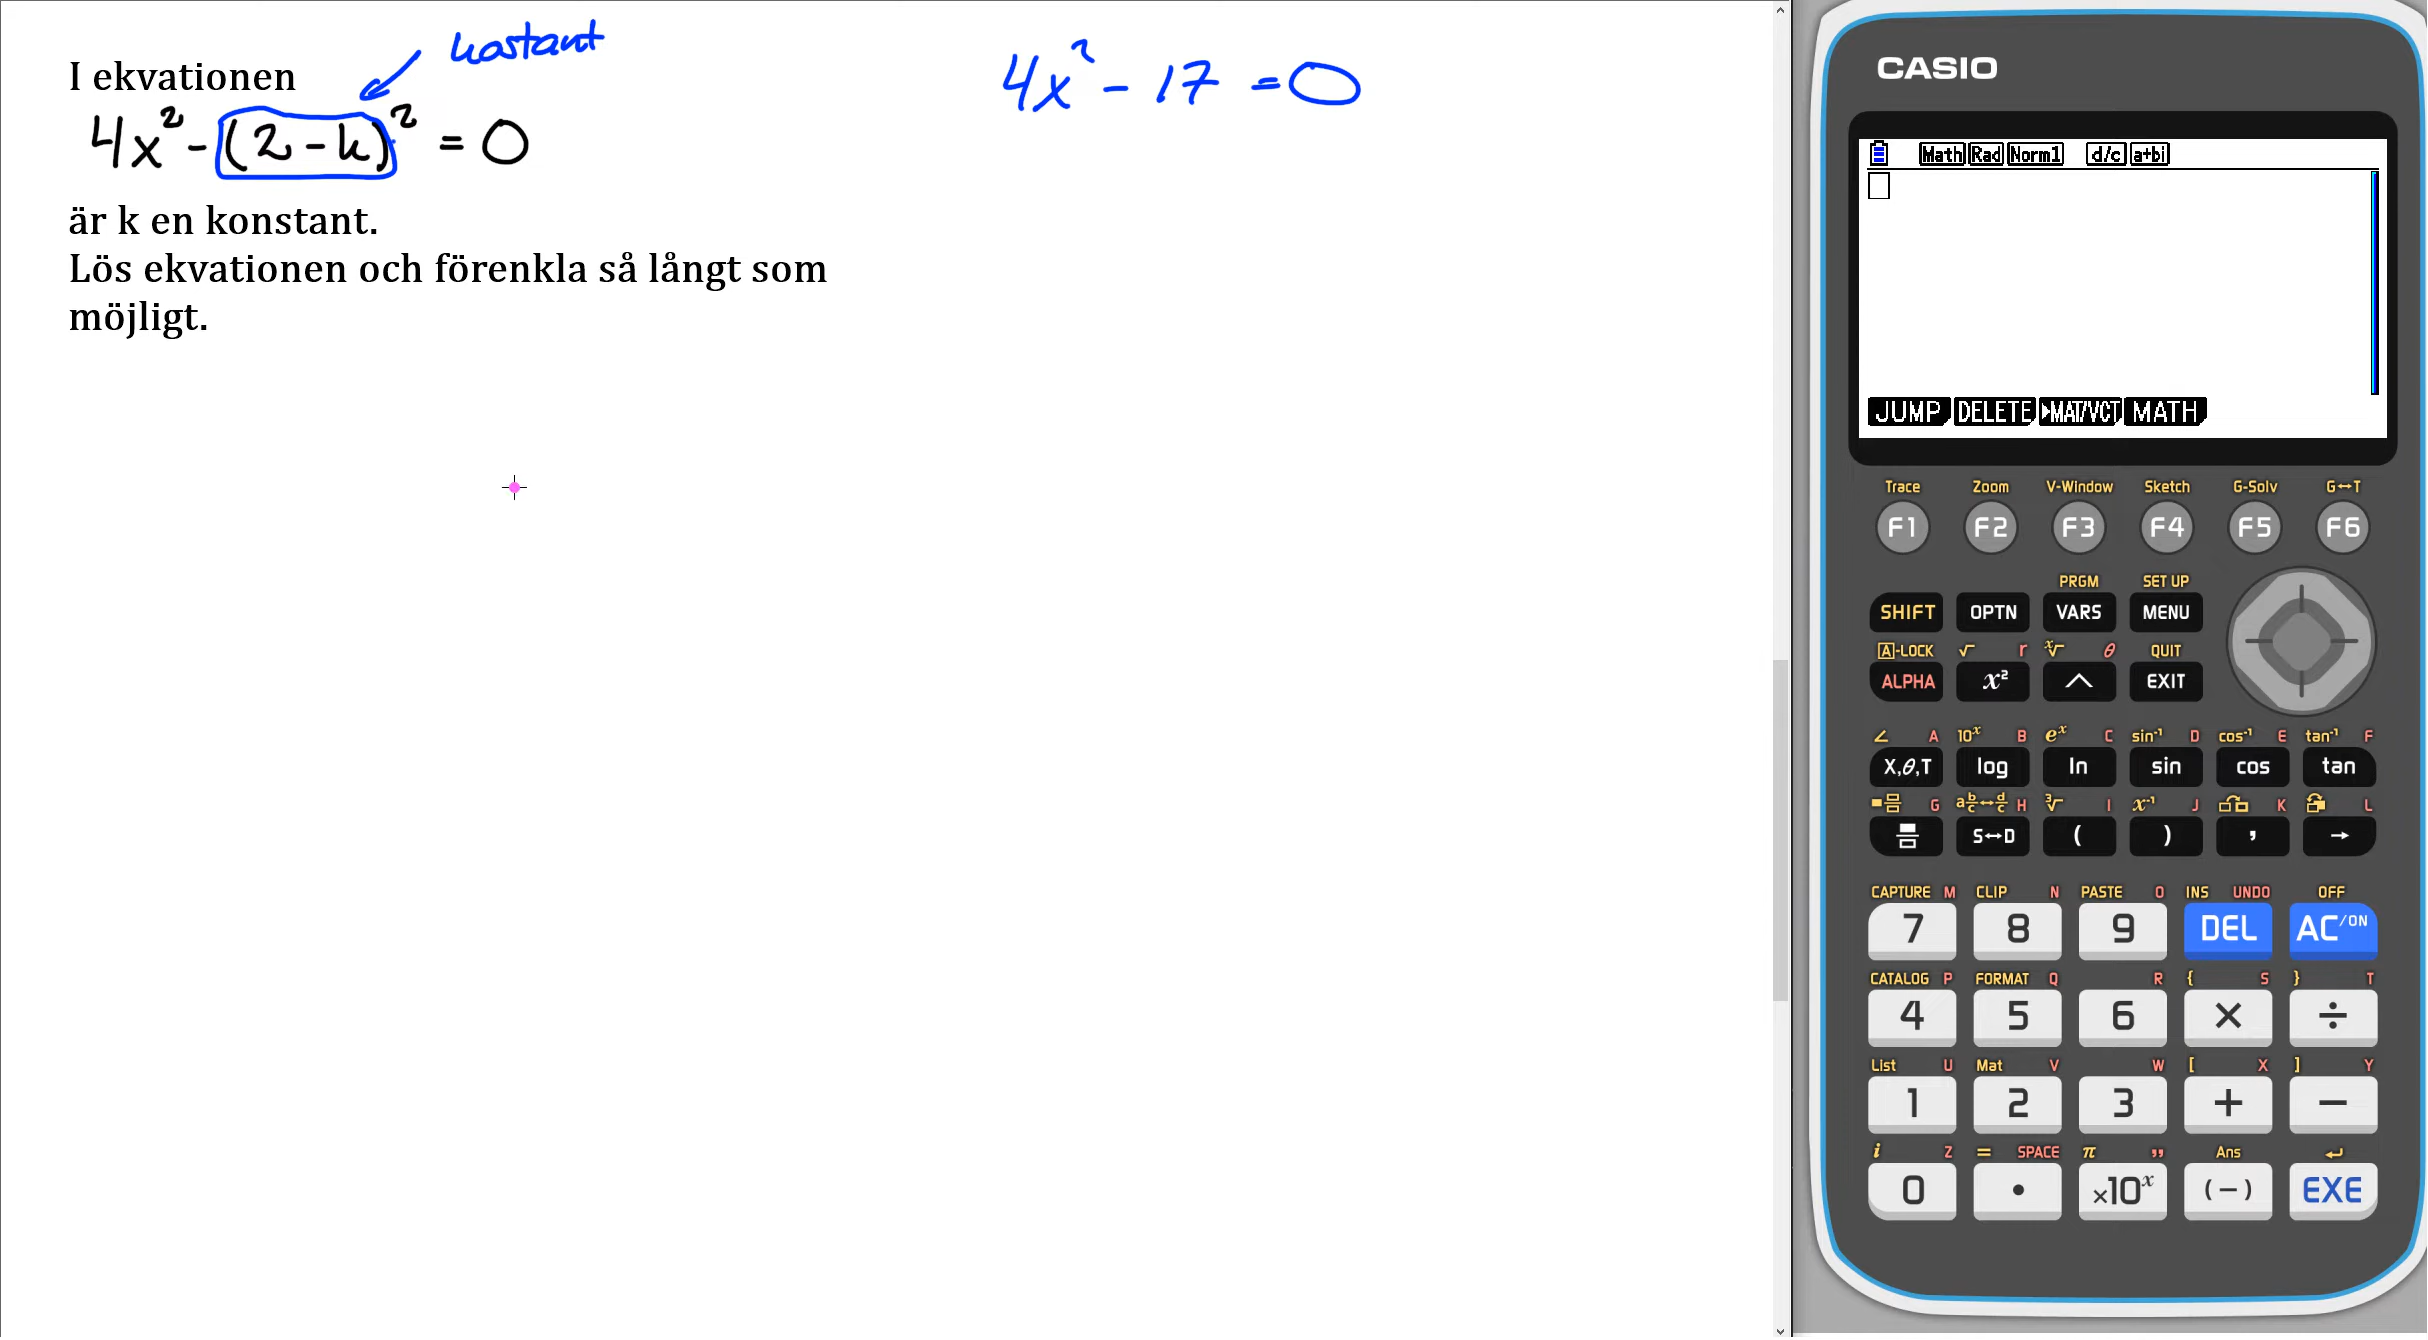 I ekvationen
kostant
4x² - (2 - k)² = 0
är k en konstant.
Lös ekvationen och förenkla så långt som
möjligt.
4x² - 17 = 0
CASIO
Math Rad Norm1 d/c a+bi
JUMP DELETE ▸MAT/VCT MATH
Trace Zoom V-Window Sketch G-Solv G↔T
F1 F2 F3 F4 F5 F6
PRGM SET UP
SHIFT OPTN VARS MENU
A-LOCK √ r ˣ√ θ QUIT
ALPHA x² ^ EXIT
∠ A 10ˣ B eˣ C sin⁻¹ D cos⁻¹ E tan⁻¹ F
X,θ,T log ln sin cos tan
G a b/c↔d/c H ³√ I x⁻¹ J K L
S↔D ( ) , →
CAPTURE M CLIP N PASTE O INS UNDO OFF
7 8 9 DEL AC/ON
CATALOG P FORMAT Q R { S } T
4 5 6 × ÷
List U Mat V W [ X ] Y
1 2 3 + −
i Z = SPACE π " Ans ↵
0 • ×10ˣ (−) EXE